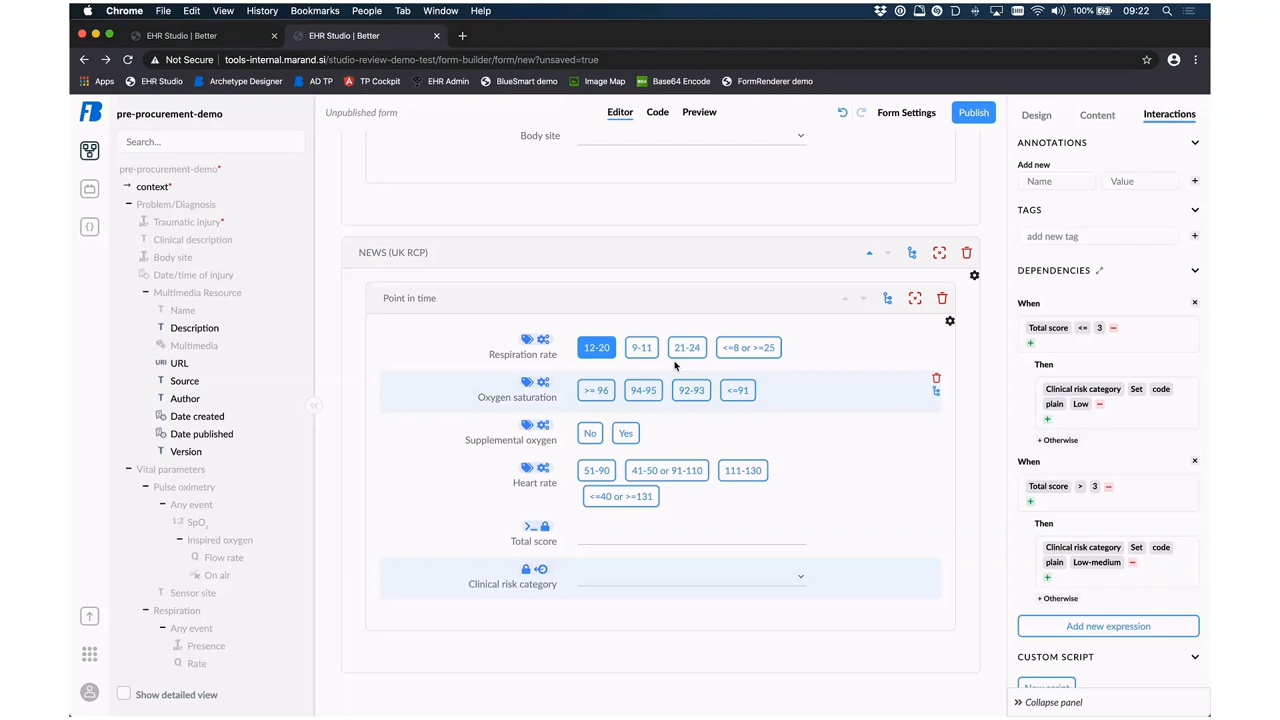 Chrome File Edit View History Bookmarks People Tab Window Help
100% 09:22
EHR Studio | Better
EHR Studio | Better
Not Secure tools-internal.marand.si/studio-review-demo-test/form-builder/form/new?unsaved=true
Apps EHR Studio Archetype Designer AD TP TP Cockpit EHR Admin BlueSmart demo Image Map Base64 Encode FormRenderer demo
pre-procurement-demo
Search...
pre-procurement-demo*
context*
Problem/Diagnosis
Traumatic injury*
Clinical description
Body site
Date/time of injury
Multimedia Resource
Name
Description
Multimedia
URL
Source
Author
Date created
Date published
Version
Vital parameters
Pulse oximetry
Any event
SpO₂
Inspired oxygen
Flow rate
On air
Sensor site
Respiration
Any event
Presence
Rate
Show detailed view
Unpublished form
Editor Code Preview
Form Settings
Publish
Body site
NEWS (UK RCP)
Point in time
Respiration rate
12-20 9-11 21-24 <=8 or >=25
Oxygen saturation
>= 96 94-95 92-93 <=91
Supplemental oxygen
No Yes
Heart rate
51-90 41-50 or 91-110 111-130
<=40 or >=131
Total score
Clinical risk category
Design Content Interactions
ANNOTATIONS
Add new
Name Value
TAGS
add new tag
DEPENDENCIES
When
Total score <= 3
Then
Clinical risk category Set code
plain Low
+ Otherwise
When
Total score > 3
Then
Clinical risk category Set code
plain Low-medium
+ Otherwise
Add new expression
CUSTOM SCRIPT
New script
Collapse panel